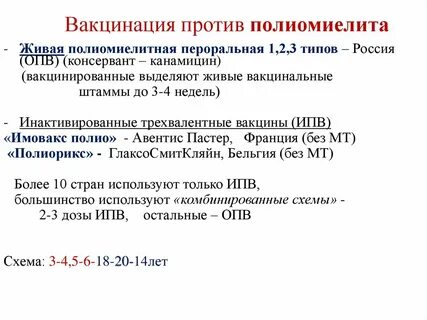 Вакцинация против полиомиелита
- Живая полиомиелитная пероральная 1,2,3 типов – Россия
(ОПВ) (консервант – канамицин)
(вакцинированные выделяют живые вакцинальные
штаммы до 3-4 недель)
- Инактивированные трехвалентные вакцины (ИПВ)
«Имовакс полио» - Авентис Пастер, Франция (без МТ)
«Полиорикс» - ГлаксоСмитКляйн, Бельгия (без МТ)
Более 10 стран используют только ИПВ,
большинство используют «комбинированные схемы» -
2-3 дозы ИПВ, остальные – ОПВ
Схема: 3-4,5-6-18-20-14лет